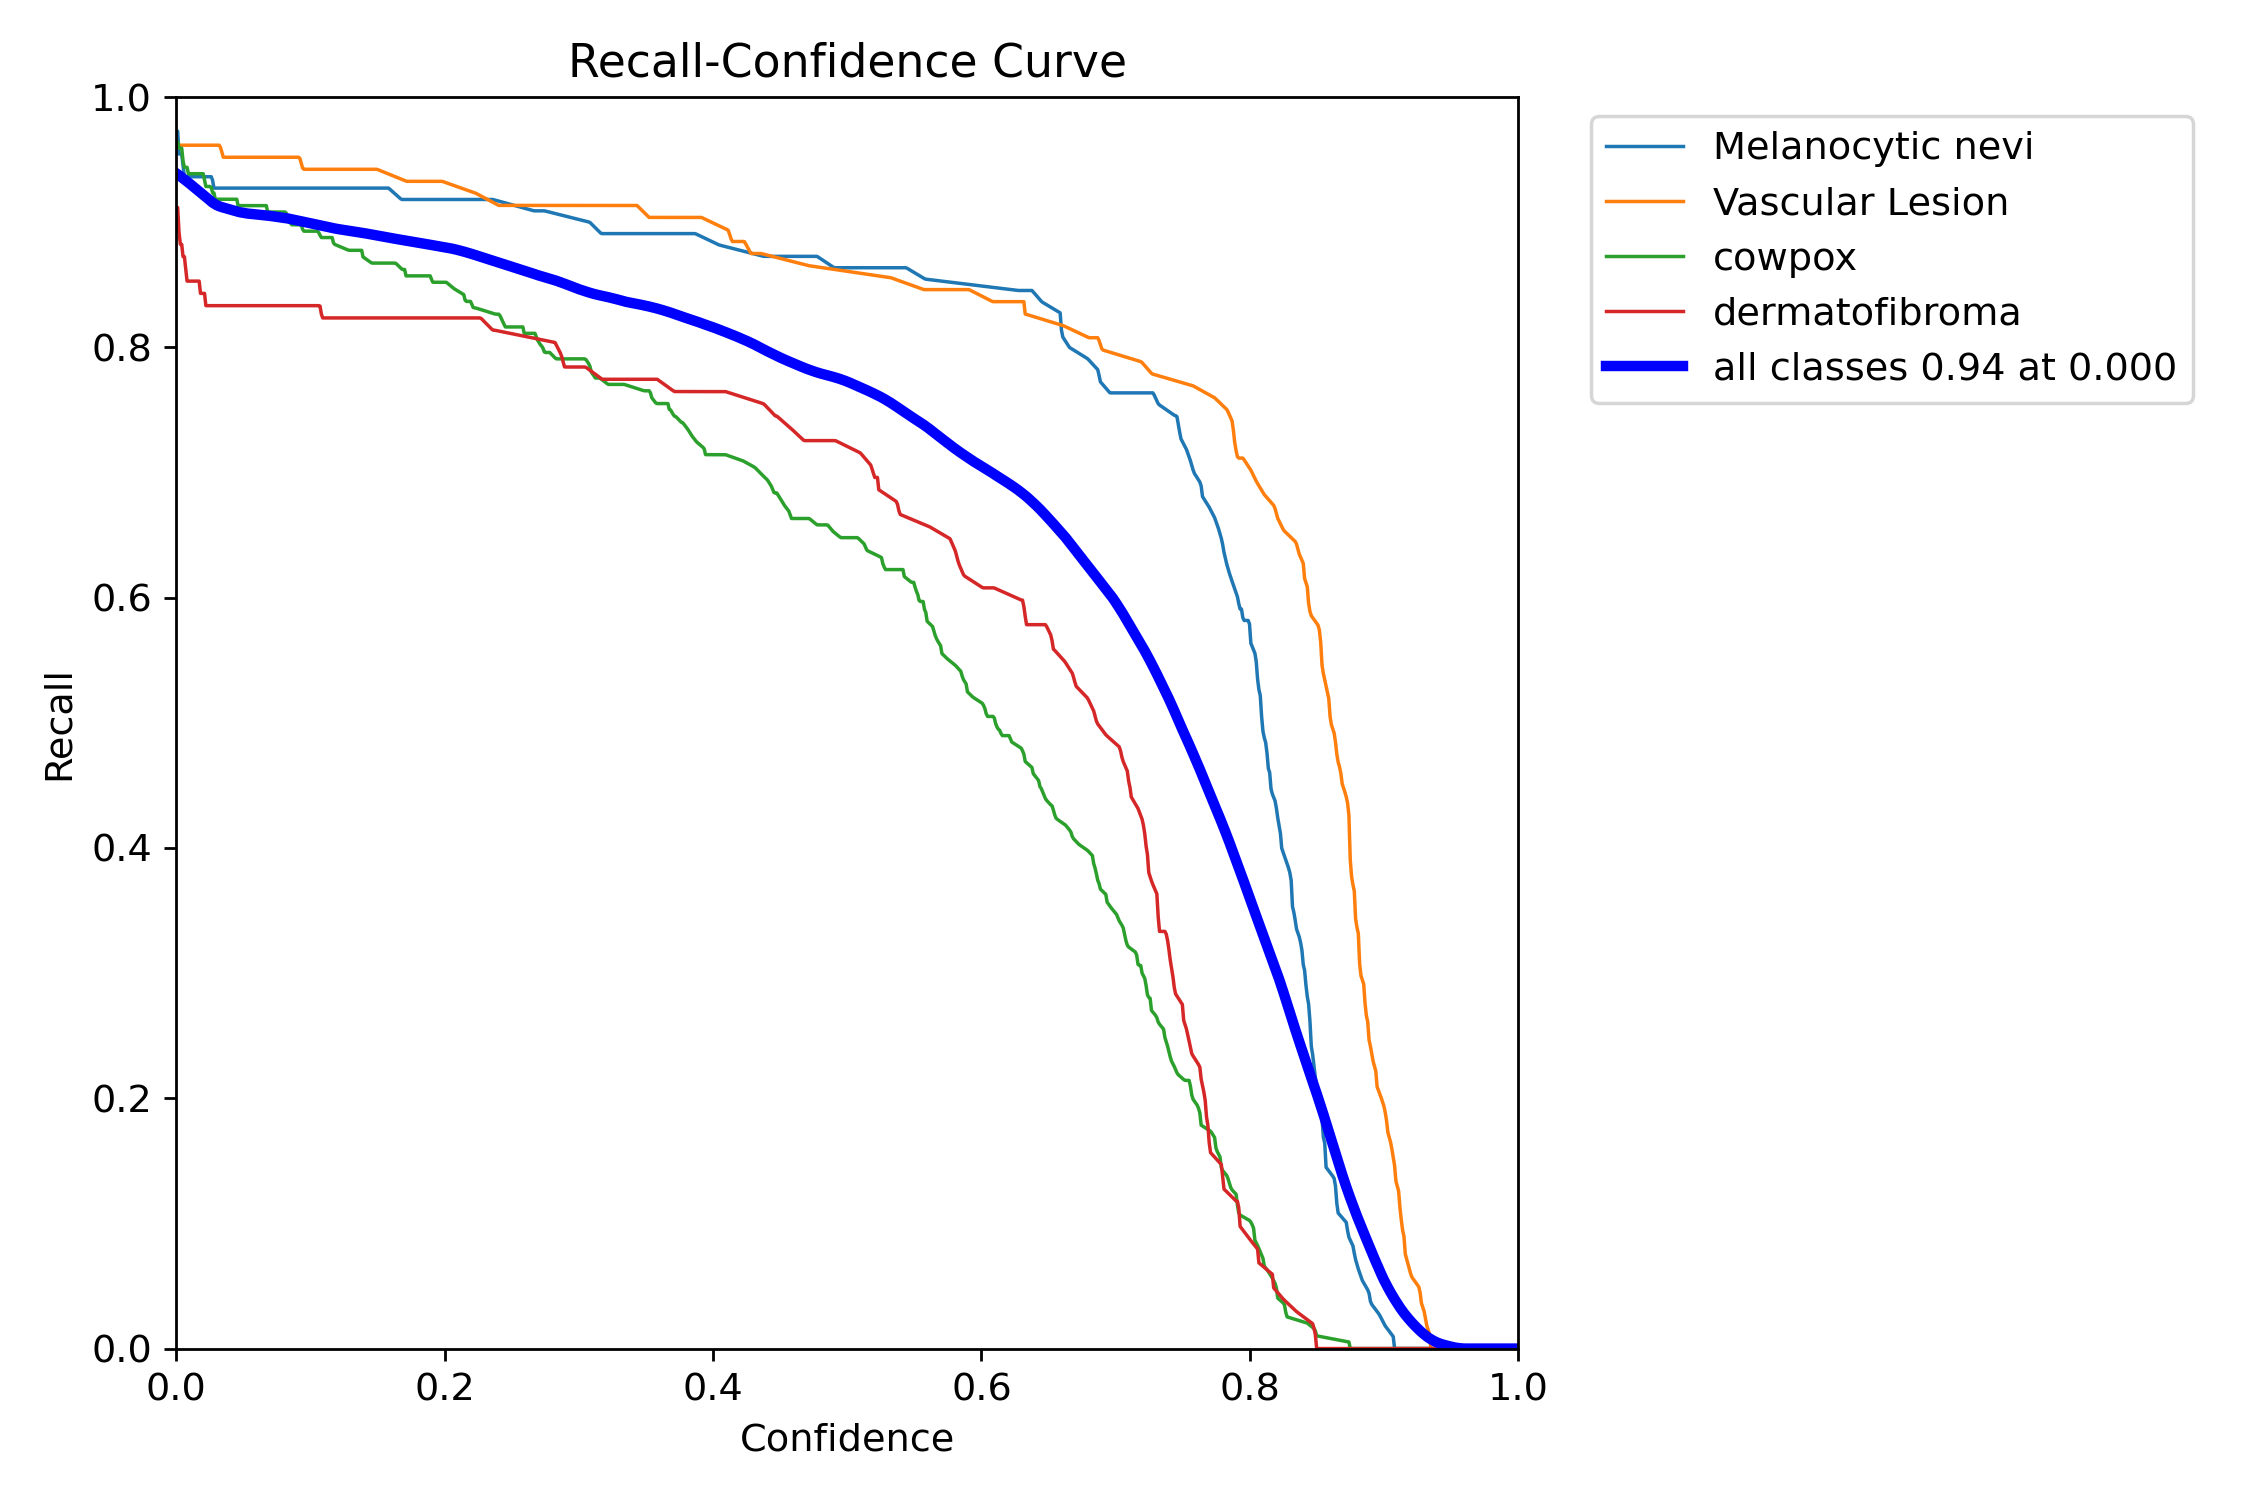 Recall-Confidence Curve
1.0
0.8
0.6
0.4
0.2
0.0
Recall
0.0 0.2 0.4 0.6 0.8 1.0
Confidence
Melanocytic nevi
Vascular Lesion
cowpox
dermatofibroma
all classes 0.94 at 0.000